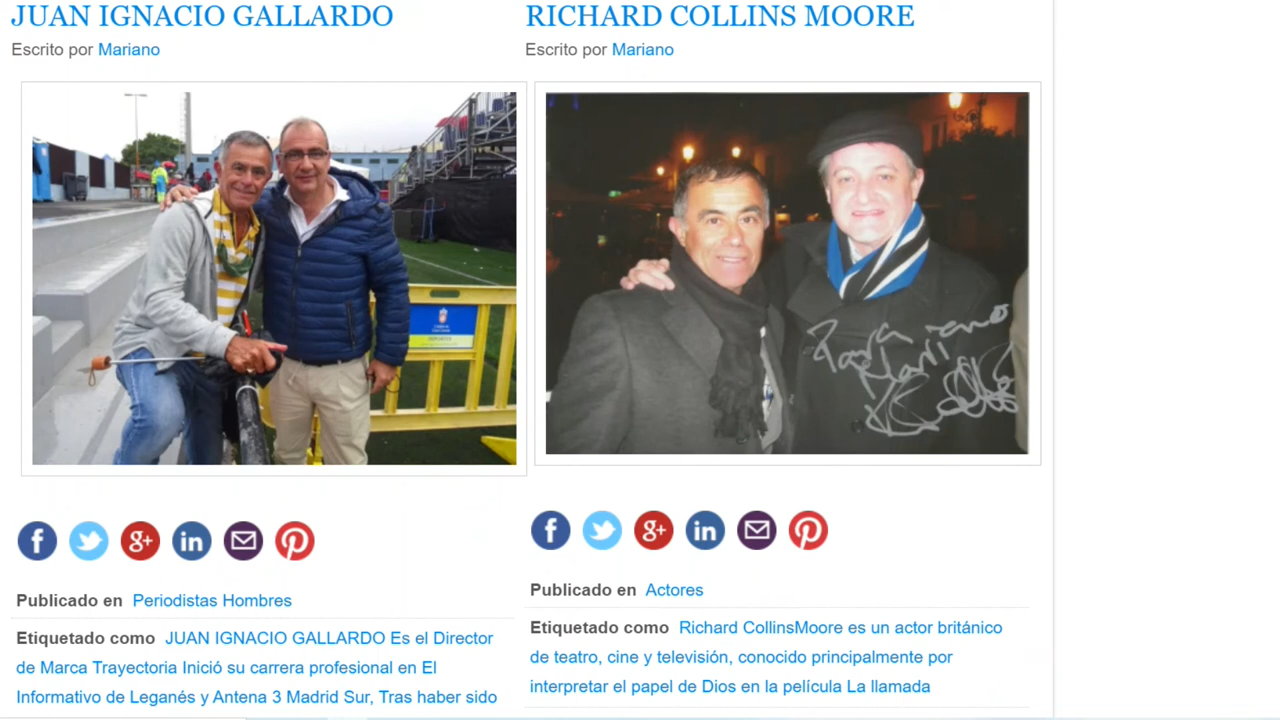 JUAN IGNACIO GALLARDO
Escrito por Mariano
Publicado en Periodistas Hombres
Etiquetado como JUAN IGNACIO GALLARDO Es el Director
de Marca Trayectoria Inició su carrera profesional en El
Informativo de Leganés y Antena 3 Madrid Sur, Tras haber sido
RICHARD COLLINS MOORE
Escrito por Mariano
Para
Mariano
Publicado en Actores
Etiquetado como Richard CollinsMoore es un actor británico
de teatro, cine y televisión, conocido principalmente por
interpretar el papel de Dios en la película La llamada